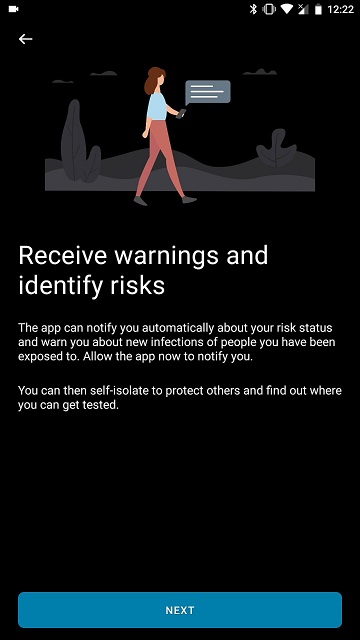 12:22
Receive warnings and
identify risks
The app can notify you automatically about your risk status
and warn you about new infections of people you have been
exposed to. Allow the app now to notify you.
You can then self-isolate to protect others and find out where
you can get tested.
NEXT